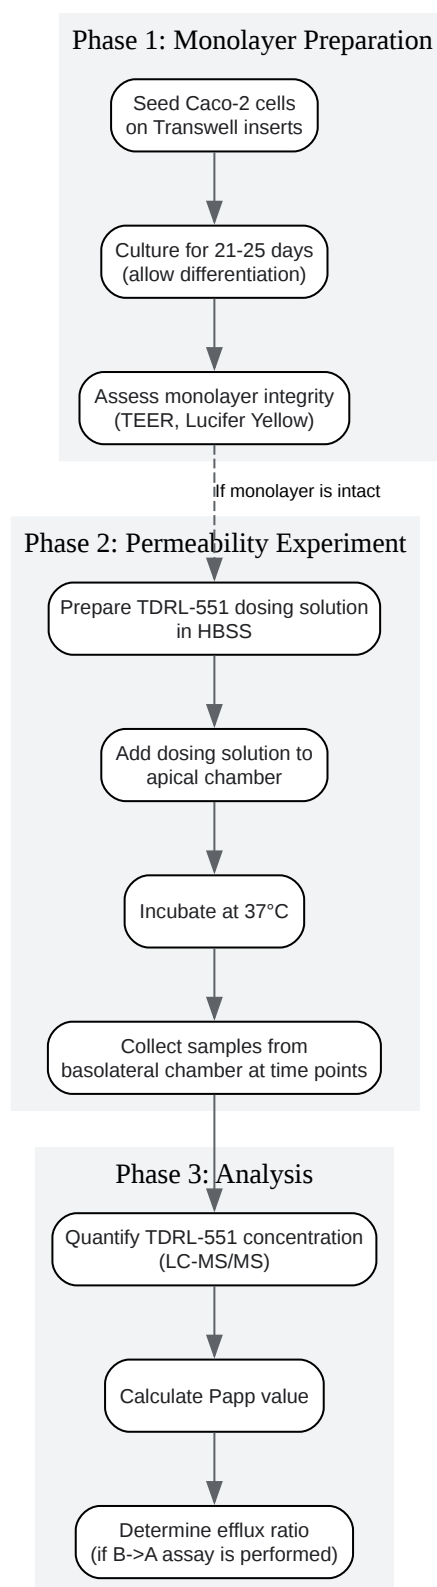 Phase 1: Monolayer Preparation
Seed Caco-2 cells
on Transwell inserts
Culture for 21-25 days
(allow differentiation)
Assess monolayer integrity
(TEER, Lucifer Yellow)
If monolayer is intact
Phase 2: Permeability Experiment
Prepare TDRL-551 dosing solution
in HBSS
Add dosing solution to
apical chamber
Incubate at 37°C
Collect samples from
basolateral chamber at time points
Phase 3: Analysis
Quantify TDRL-551 concentration
(LC-MS/MS)
Calculate Papp value
Determine efflux ratio
(if B->A assay is performed)